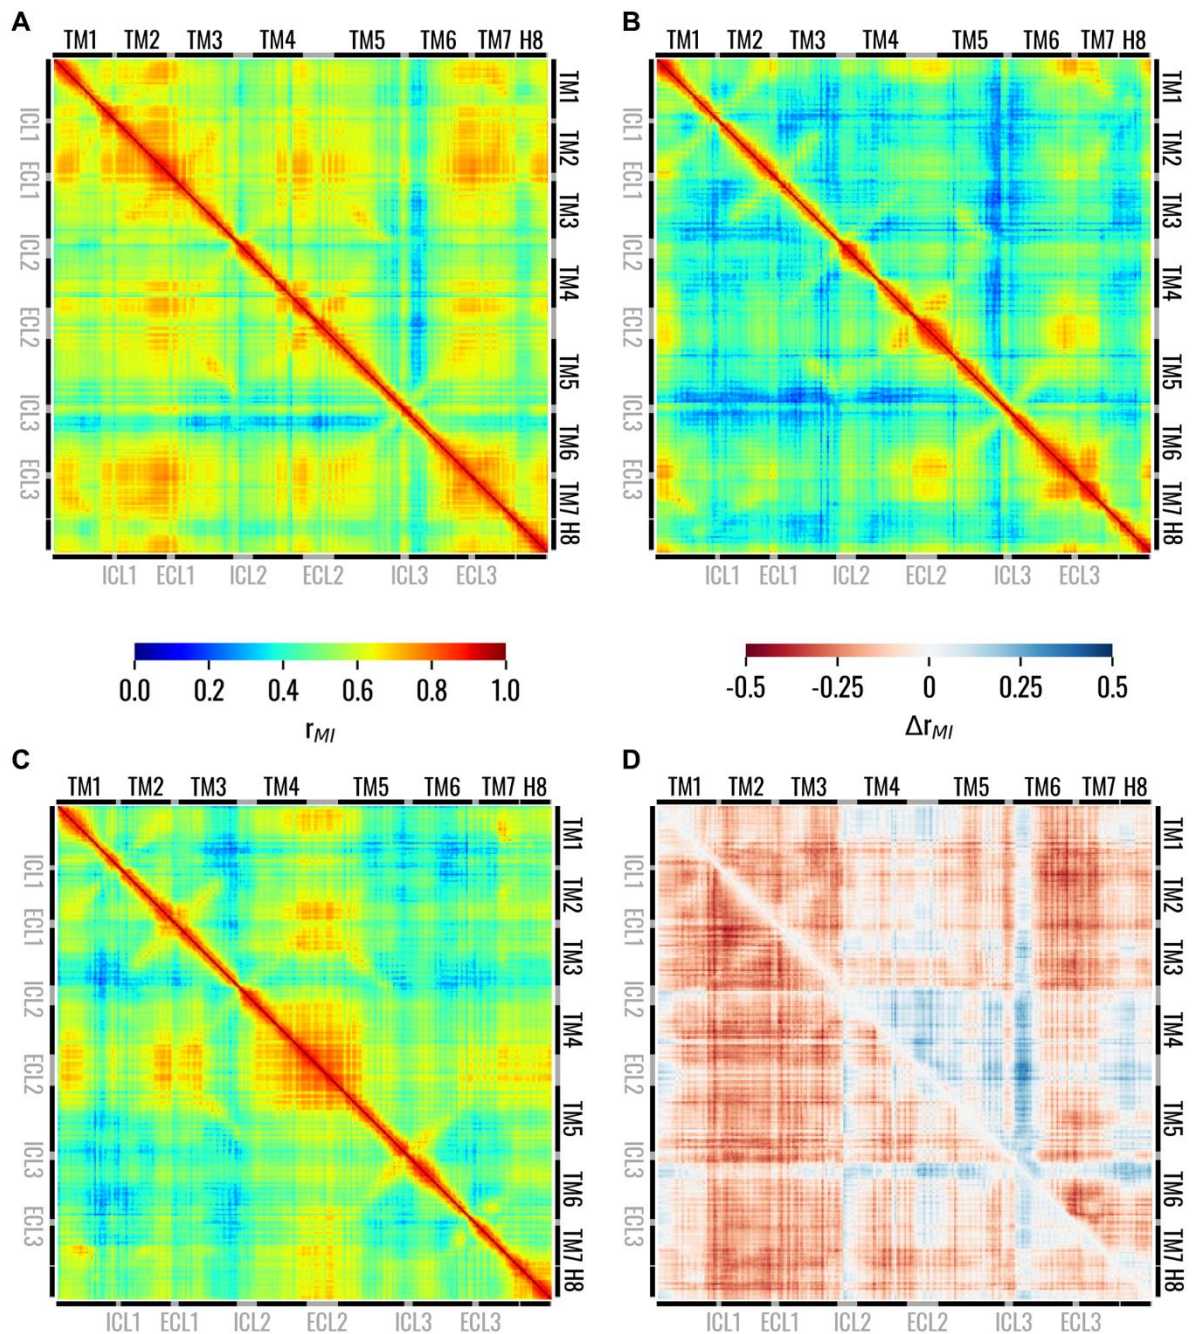 A
B
TM1 TM2 TM3 TM4 TM5 TM6 TM7 H8
TM1 TM2 TM3 TM4 TM5 TM6 TM7 H8
ICL1 ECL1 ICL2 ECL2 ICL3 ECL3
TM1 TM2 TM3 TM4 TM5 TM6 TM7 H8
ICL1 ECL1 ICL2 ECL2 ICL3 ECL3
TM1 TM2 TM3 TM4 TM5 TM6 TM7 H8
ICL1 ECL1 ICL2 ECL2 ICL3 ECL3
ICL1 ECL1 ICL2 ECL2 ICL3 ECL3
0.0 0.2 0.4 0.6 0.8 1.0
rMI
-0.5 -0.25 0 0.25 0.5
ΔrMI
C
D
TM1 TM2 TM3 TM4 TM5 TM6 TM7 H8
TM1 TM2 TM3 TM4 TM5 TM6 TM7 H8
ICL1 ECL1 ICL2 ECL2 ICL3 ECL3
TM1 TM2 TM3 TM4 TM5 TM6 TM7 H8
ICL1 ECL1 ICL2 ECL2 ICL3 ECL3
TM1 TM2 TM3 TM4 TM5 TM6 TM7 H8
ICL1 ECL1 ICL2 ECL2 ICL3 ECL3
ICL1 ECL1 ICL2 ECL2 ICL3 ECL3